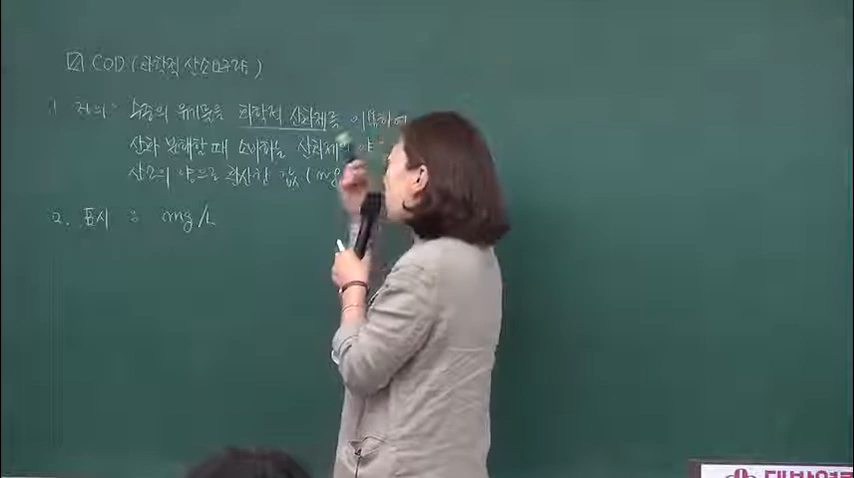 ☑ COD (화학적 산소요구량)
1. 정의: 수중의 유기물을 화학적 산화제를 이용하여
산화 분해할 때 소비하는 산화제의 양
산소의 양으로 환산한 값 (mg
2. 표시 : mg/L